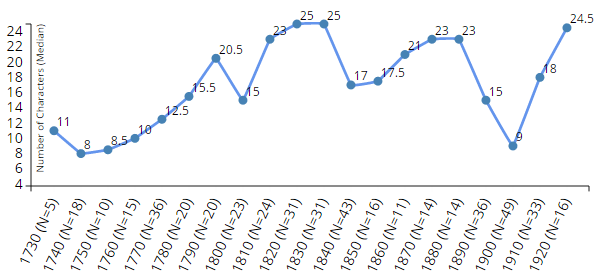 Number of Characters (Median)
24
22
20
18
16
14
12
10
8
6
4
11
8
8.5
10
12.5
15.5
20.5
15
23
25
25
17
17.5
21
23
23
15
9
18
24.5
1730 (N=5)
1740 (N=18)
1750 (N=10)
1760 (N=15)
1770 (N=36)
1780 (N=20)
1790 (N=20)
1800 (N=23)
1810 (N=24)
1820 (N=31)
1830 (N=31)
1840 (N=43)
1850 (N=16)
1860 (N=11)
1870 (N=14)
1880 (N=14)
1890 (N=36)
1900 (N=49)
1910 (N=33)
1920 (N=16)